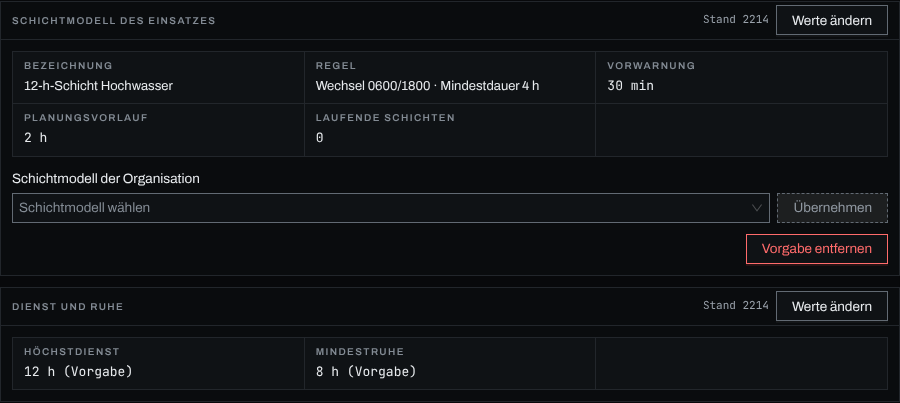 SCHICHTMODELL DES EINSATZES
Stand 2214
Werte ändern
BEZEICHNUNG
12-h-Schicht Hochwasser
REGEL
Wechsel 0600/1800 · Mindestdauer 4 h
VORWARNUNG
30 min
PLANUNGSVORLAUF
2 h
LAUFENDE SCHICHTEN
0
Schichtmodell der Organisation
Schichtmodell wählen
Übernehmen
Vorgabe entfernen
DIENST UND RUHE
Stand 2214
Werte ändern
HÖCHSTDIENST
12 h (Vorgabe)
MINDESTRUHE
8 h (Vorgabe)